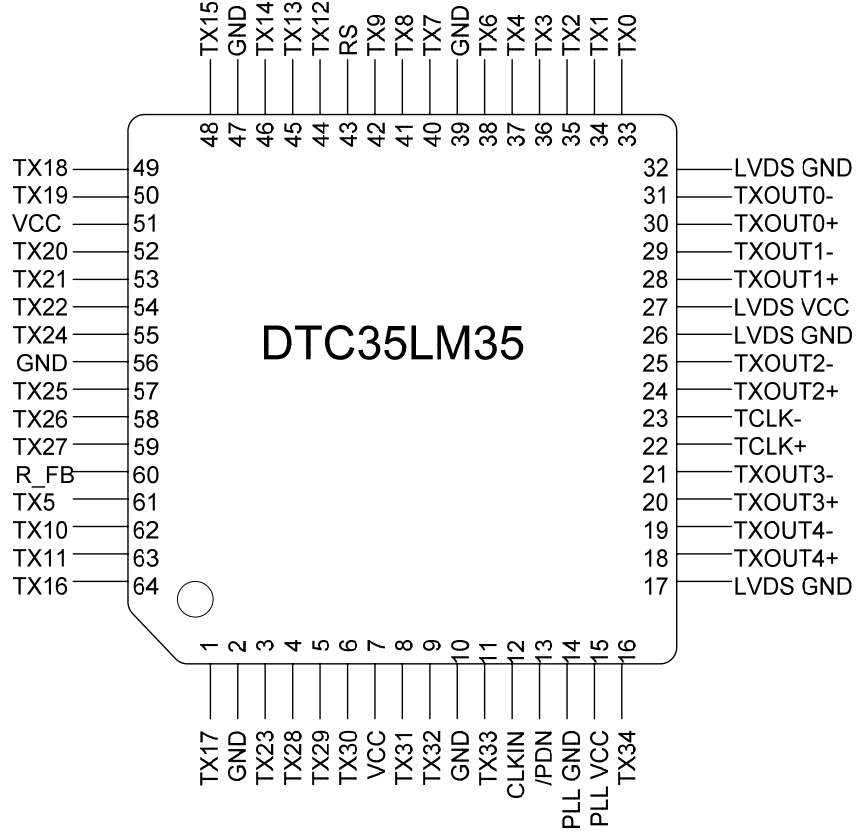 TX15 GND TX14 TX13 TX12 RS TX9 TX8 TX7 GND TX6 TX4 TX3 TX2 TX1 TX0
48 47 46 45 44 43 42 41 40 39 38 37 36 35 34 33
TX18 49 32 LVDS GND
TX19 50 31 TXOUT0-
VCC 51 30 TXOUT0+
TX20 52 29 TXOUT1-
TX21 53 28 TXOUT1+
TX22 54 27 LVDS VCC
TX24 55 26 LVDS GND
DTC35LM35
GND 56 25 TXOUT2-
TX25 57 24 TXOUT2+
TX26 58 23 TCLK-
TX27 59 22 TCLK+
R_FB 60 21 TXOUT3-
TX5 61 20 TXOUT3+
TX10 62 19 TXOUT4-
TX11 63 18 TXOUT4+
TX16 64 17 LVDS GND
1 2 3 4 5 6 7 8 9 10 11 12 13 14 15 16
TX17 GND TX23 TX28 TX29 TX30 VCC TX31 TX32 GND TX33 CLKIN /PDN PLL GND PLL VCC TX34